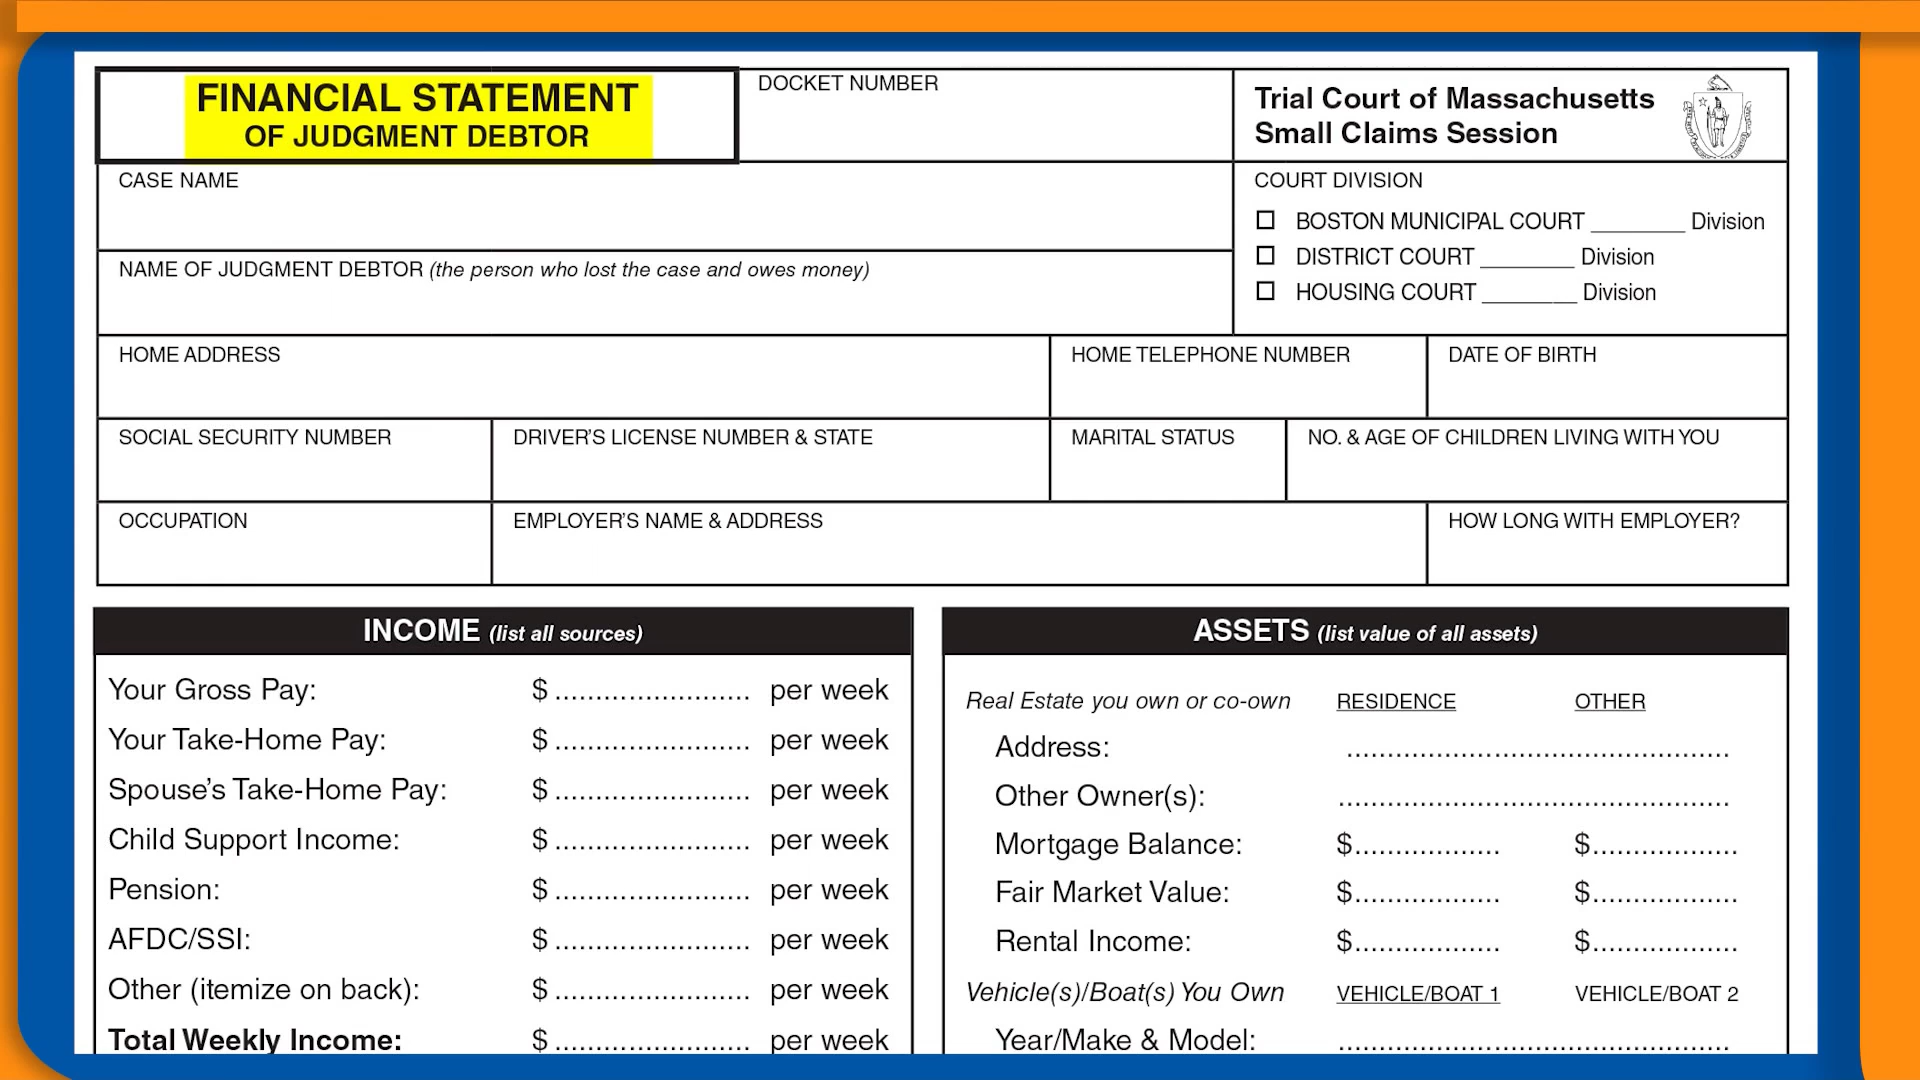 FINANCIAL STATEMENT
OF JUDGMENT DEBTOR
DOCKET NUMBER
Trial Court of Massachusetts
Small Claims Session
CASE NAME
COURT DIVISION
BOSTON MUNICIPAL COURT ________ Division
DISTRICT COURT ________ Division
HOUSING COURT ________ Division
NAME OF JUDGMENT DEBTOR (the person who lost the case and owes money)
HOME ADDRESS
HOME TELEPHONE NUMBER
DATE OF BIRTH
SOCIAL SECURITY NUMBER
DRIVER’S LICENSE NUMBER & STATE
MARITAL STATUS
NO. & AGE OF CHILDREN LIVING WITH YOU
OCCUPATION
EMPLOYER’S NAME & ADDRESS
HOW LONG WITH EMPLOYER?
INCOME (list all sources)
Your Gross Pay: $ ........................ per week
Your Take-Home Pay: $ ........................ per week
Spouse’s Take-Home Pay: $ ........................ per week
Child Support Income: $ ........................ per week
Pension: $ ........................ per week
AFDC/SSI: $ ........................ per week
Other (itemize on back): $ ........................ per week
Total Weekly Income: $ ........................ per week
ASSETS (list value of all assets)
Real Estate you own or co-own RESIDENCE OTHER
Address: ...............................................
Other Owner(s): ................................................
Mortgage Balance: $.................. $..................
Fair Market Value: $.................. $..................
Rental Income: $.................. $..................
Vehicle(s)/Boat(s) You Own VEHICLE/BOAT 1 VEHICLE/BOAT 2
Year/Make & Model: ................................................